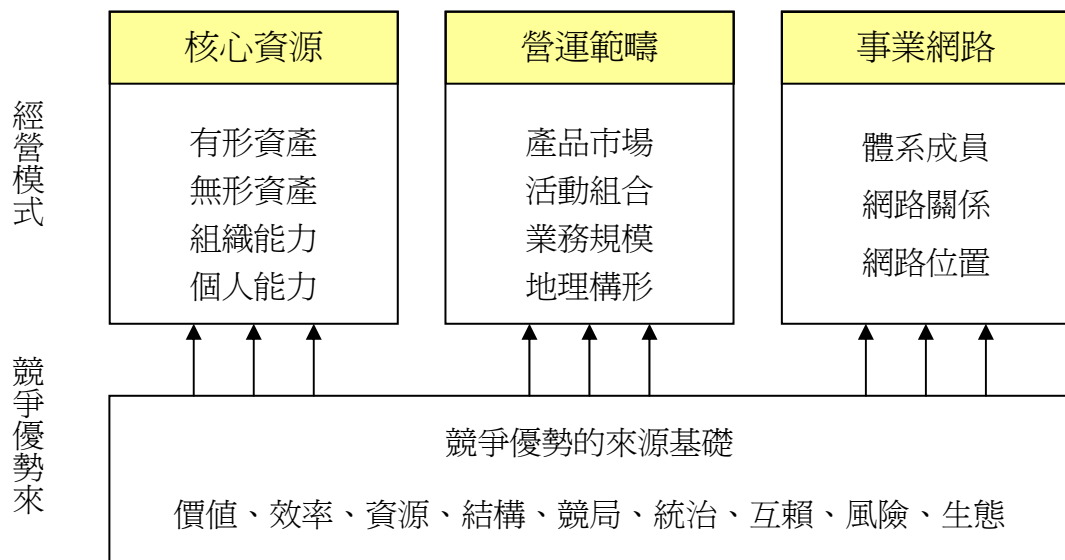 經營模式
核心資源
有形資產
無形資產
組織能力
個人能力
營運範疇
產品市場
活動組合
業務規模
地理構形
事業網路
體系成員
網路關係
網路位置
競爭優勢來
競爭優勢的來源基礎
價值、效率、資源、結構、競局、統治、互賴、風險、生態